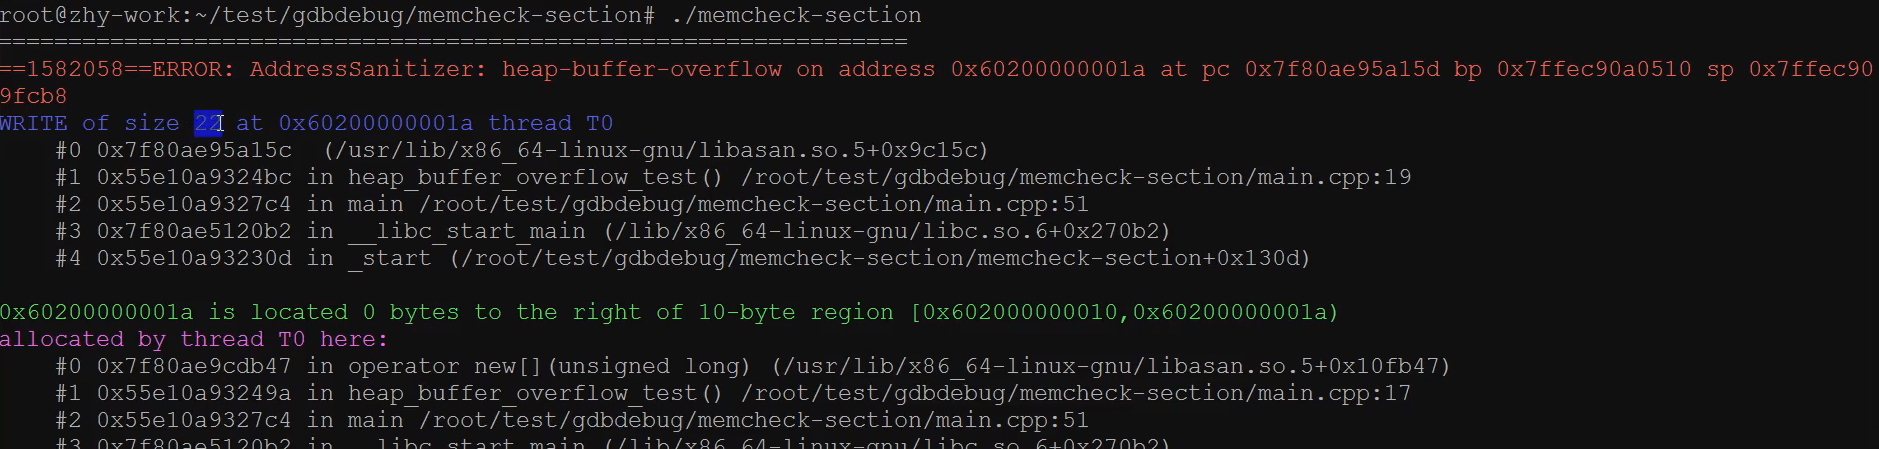 root@zhy-work:~/test/gdbdebug/memcheck-section# ./memcheck-section
=================================================================
==1582058==ERROR: AddressSanitizer: heap-buffer-overflow on address 0x60200000001a at pc 0x7f80ae95a15d bp 0x7ffec90a0510 sp 0x7ffec90
9fcb8
WRITE of size 22 at 0x60200000001a thread T0
    #0 0x7f80ae95a15c  (/usr/lib/x86_64-linux-gnu/libasan.so.5+0x9c15c)
    #1 0x55e10a9324bc in heap_buffer_overflow_test() /root/test/gdbdebug/memcheck-section/main.cpp:19
    #2 0x55e10a9327c4 in main /root/test/gdbdebug/memcheck-section/main.cpp:51
    #3 0x7f80ae5120b2 in __libc_start_main (/lib/x86_64-linux-gnu/libc.so.6+0x270b2)
    #4 0x55e10a93230d in _start (/root/test/gdbdebug/memcheck-section/memcheck-section+0x130d)
0x60200000001a is located 0 bytes to the right of 10-byte region [0x602000000010,0x60200000001a)
allocated by thread T0 here:
    #0 0x7f80ae9cdb47 in operator new[](unsigned long) (/usr/lib/x86_64-linux-gnu/libasan.so.5+0x10fb47)
    #1 0x55e10a93249a in heap_buffer_overflow_test() /root/test/gdbdebug/memcheck-section/main.cpp:17
    #2 0x55e10a9327c4 in main /root/test/gdbdebug/memcheck-section/main.cpp:51
    #3 0x7f80ae5120b2 in __libc_start_main (/lib/x86_64-linux-gnu/libc.so.6+0x270b2)